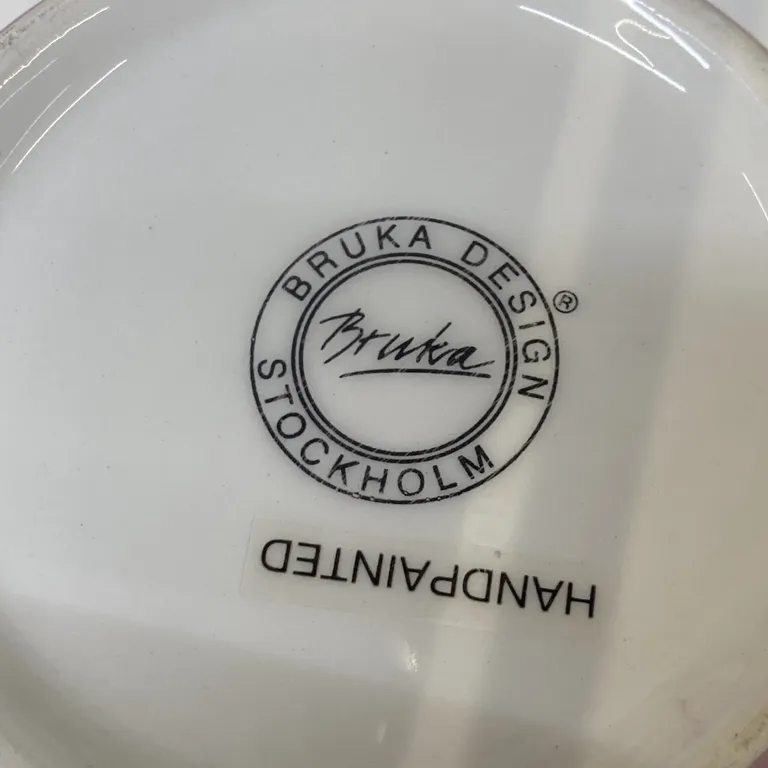 BRUKA DESIGN
®
Bruka
STOCKHOLM
HANDPAINTED